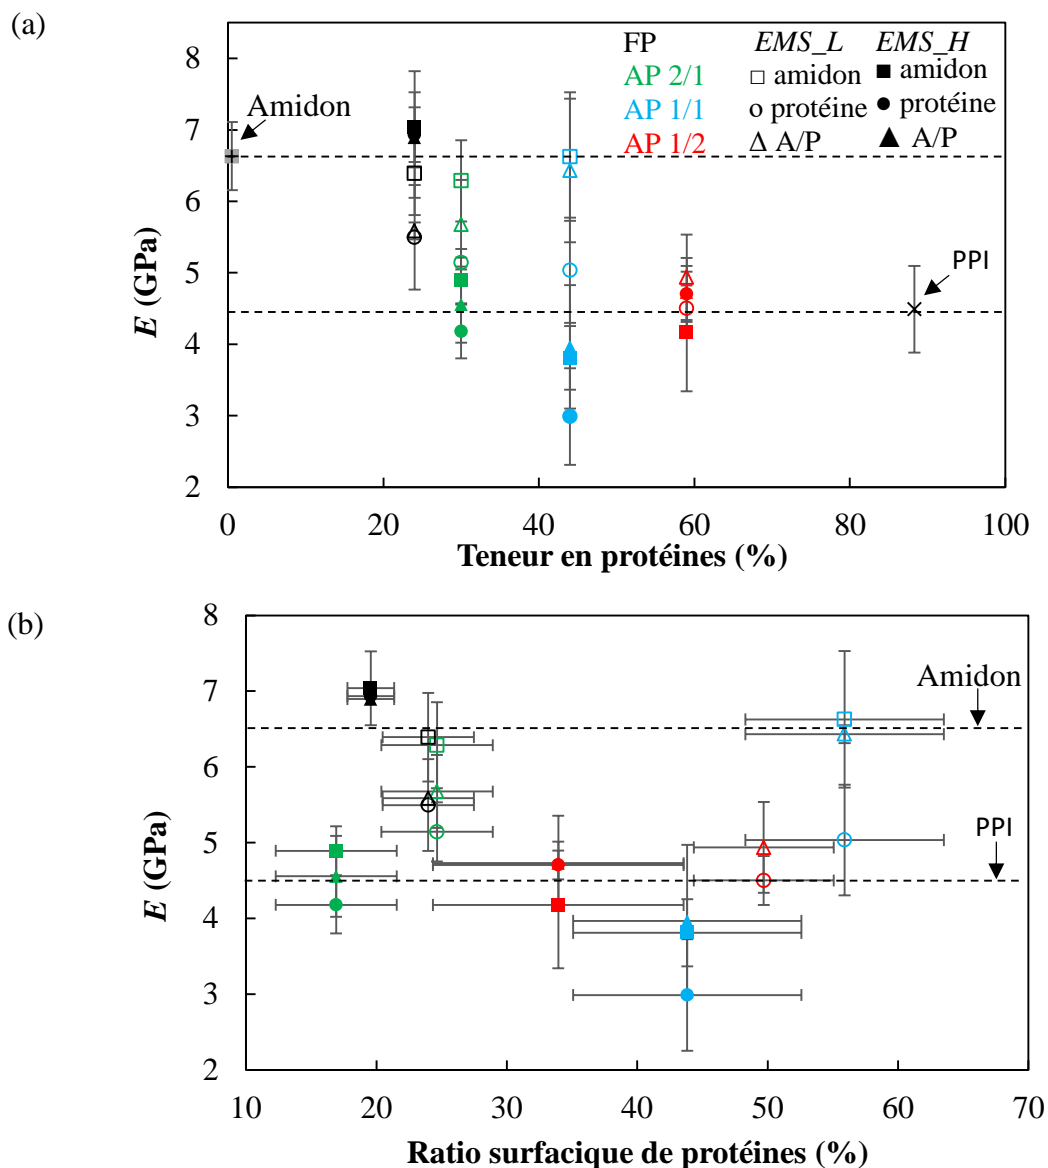 (a)
FP EMS_L EMS_H
AP 2/1 □ amidon ■ amidon
AP 1/1 o protéine ● protéine
AP 1/2 Δ A/P ▲ A/P
Amidon
PPI
8
7
6
5
4
3
2
E (GPa)
0 20 40 60 80 100
Teneur en protéines (%)
(b)
Amidon
PPI
8
7
6
5
4
3
2
E (GPa)
10 20 30 40 50 60 70
Ratio surfacique de protéines (%)